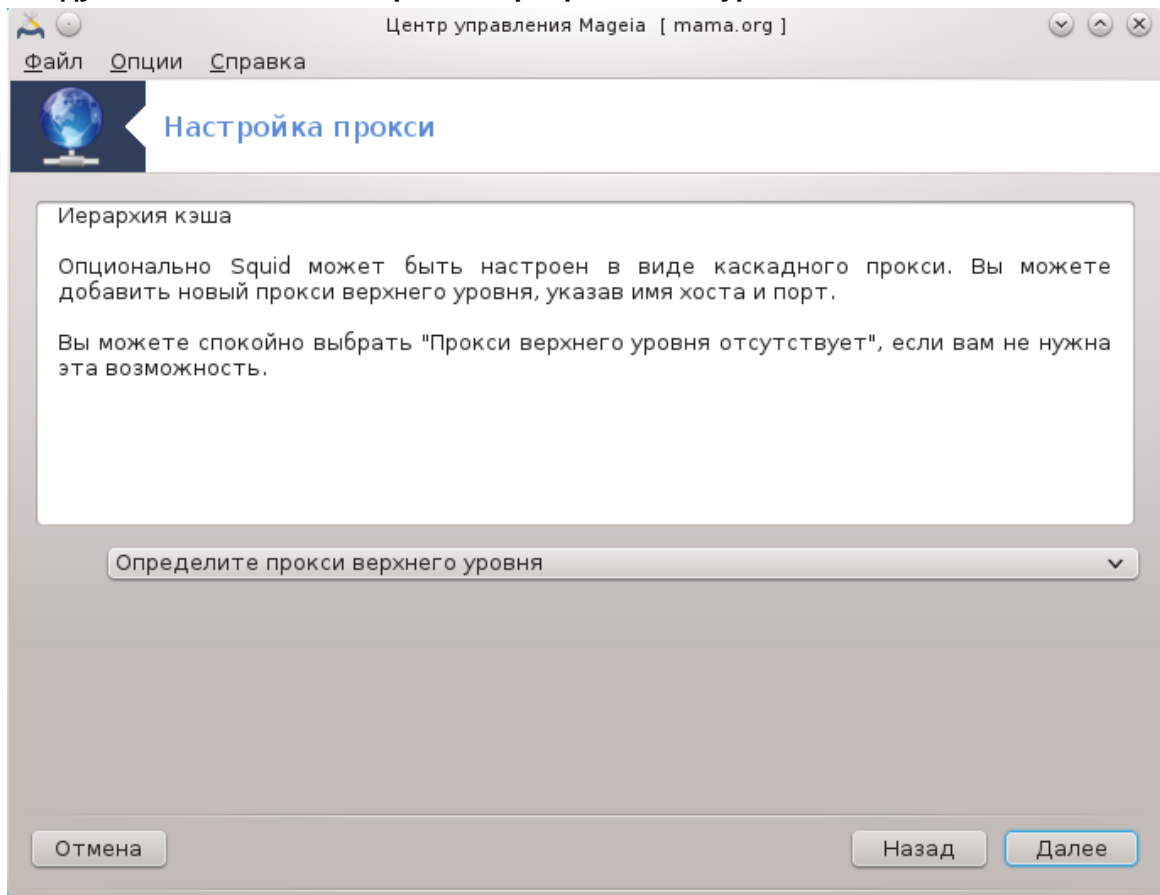 Центр управления Mageia [ mama.org ]
Файл Опции Справка
Настройка прокси
Иерархия кэша
Опционально Squid может быть настроен в виде каскадного прокси. Вы можете
добавить новый прокси верхнего уровня, указав имя хоста и порт.
Вы можете спокойно выбрать "Прокси верхнего уровня отсутствует", если вам не нужна
эта возможность.
Определите прокси верхнего уровня
Отмена Назад Далее